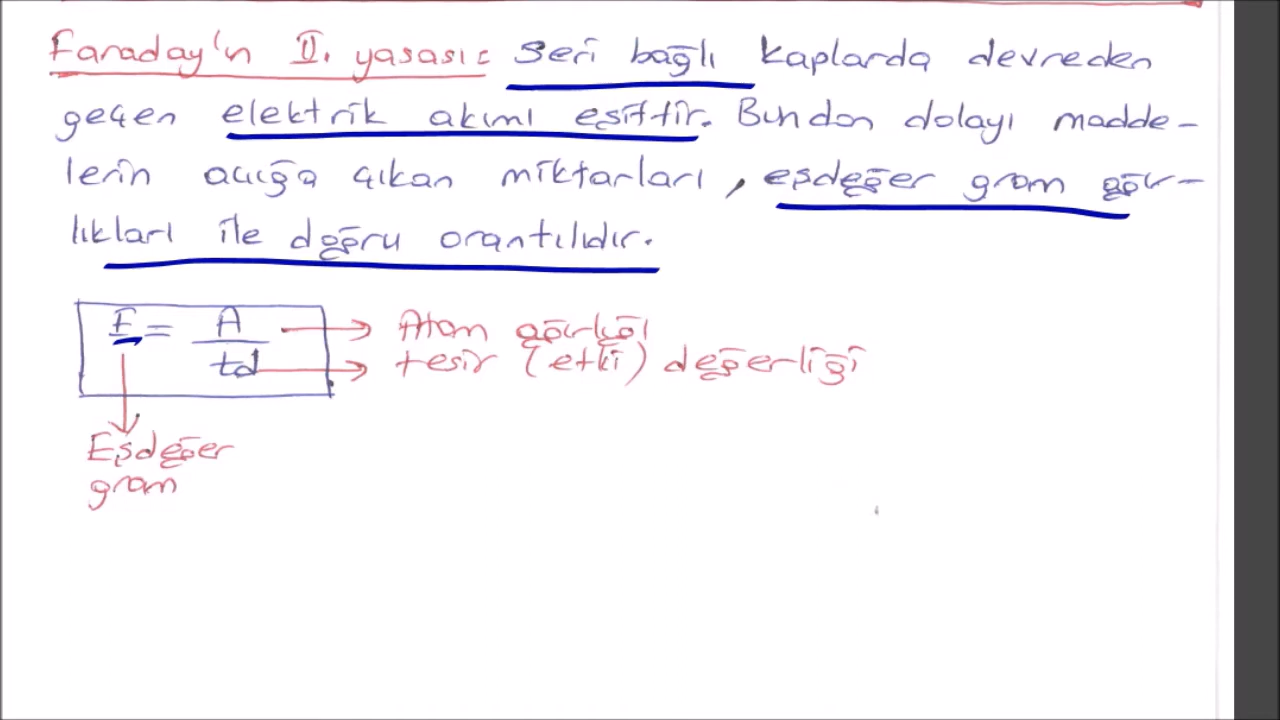 Faraday'n II. yasası: Seri bağlı kaplarda devreden
geçen elektrik akımı eşittir. Bundan dolayı madde-
lerin açığa çıkan miktarları, eşdeğer gram ağır-
lıkları ile doğru orantılıdır.
E = A / td
Atom ağırlığı
tesir (etki) değerliği
Eşdeğer
gram